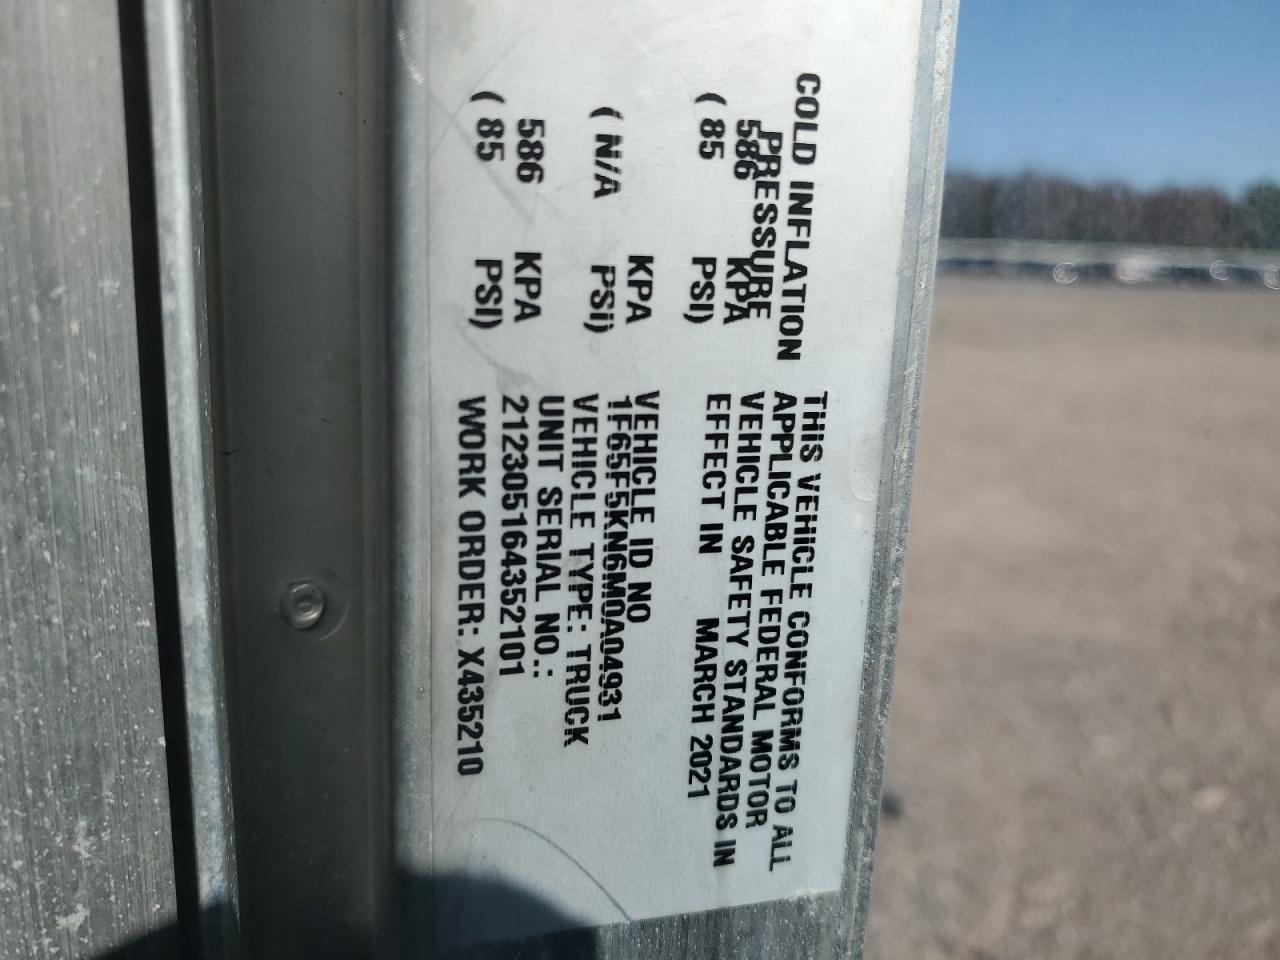 COLD INFLATION
PRESSURE
586 KPA
( 85 PSI)
KPA
( N/A PSI)
586 KPA
( 85 PSI)
THIS VEHICLE CONFORMS TO ALL
APPLICABLE FEDERAL MOTOR
VEHICLE SAFETY STANDARDS IN
EFFECT IN MARCH 2021
VEHICLE ID NO
1F65F5KN6M0A04931
VEHICLE TYPE: TRUCK
UNIT SERIAL NO.:
212305164352101
WORK ORDER: X435210